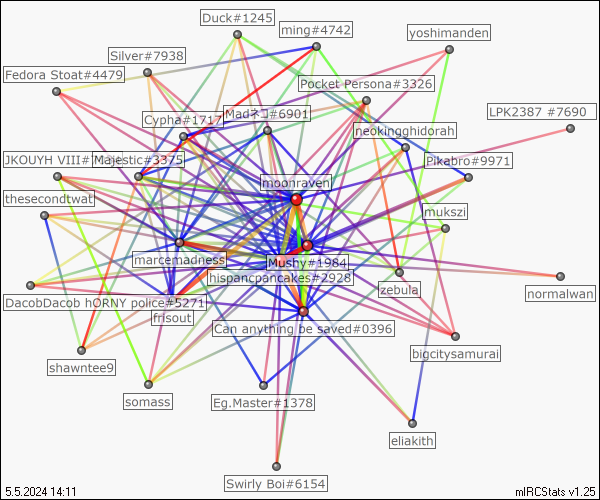 Duck#1245
ming#4742
yoshimanden
Silver#7938
Fedora Stoat#4479
Pocket Persona#3326
LPK2387 #7690
Cypha#1717
Madネコ#6901
neokingghidorah
JKOUYH VIII#
Majestic#3375
Pikabro#9971
moonraven
thesecondtwat
mukszi
marcemadness
Mushy#1984
hispancpancakes#2928
zebula
normalwan
DacobDacob hORNY police#5271
frisout
Can anything be saved#0396
bigcitysamurai
shawntee9
somass
Eg.Master#1378
eliakith
Swirly Boi#6154
5.5.2024 14:11
mIRCStats v1.25